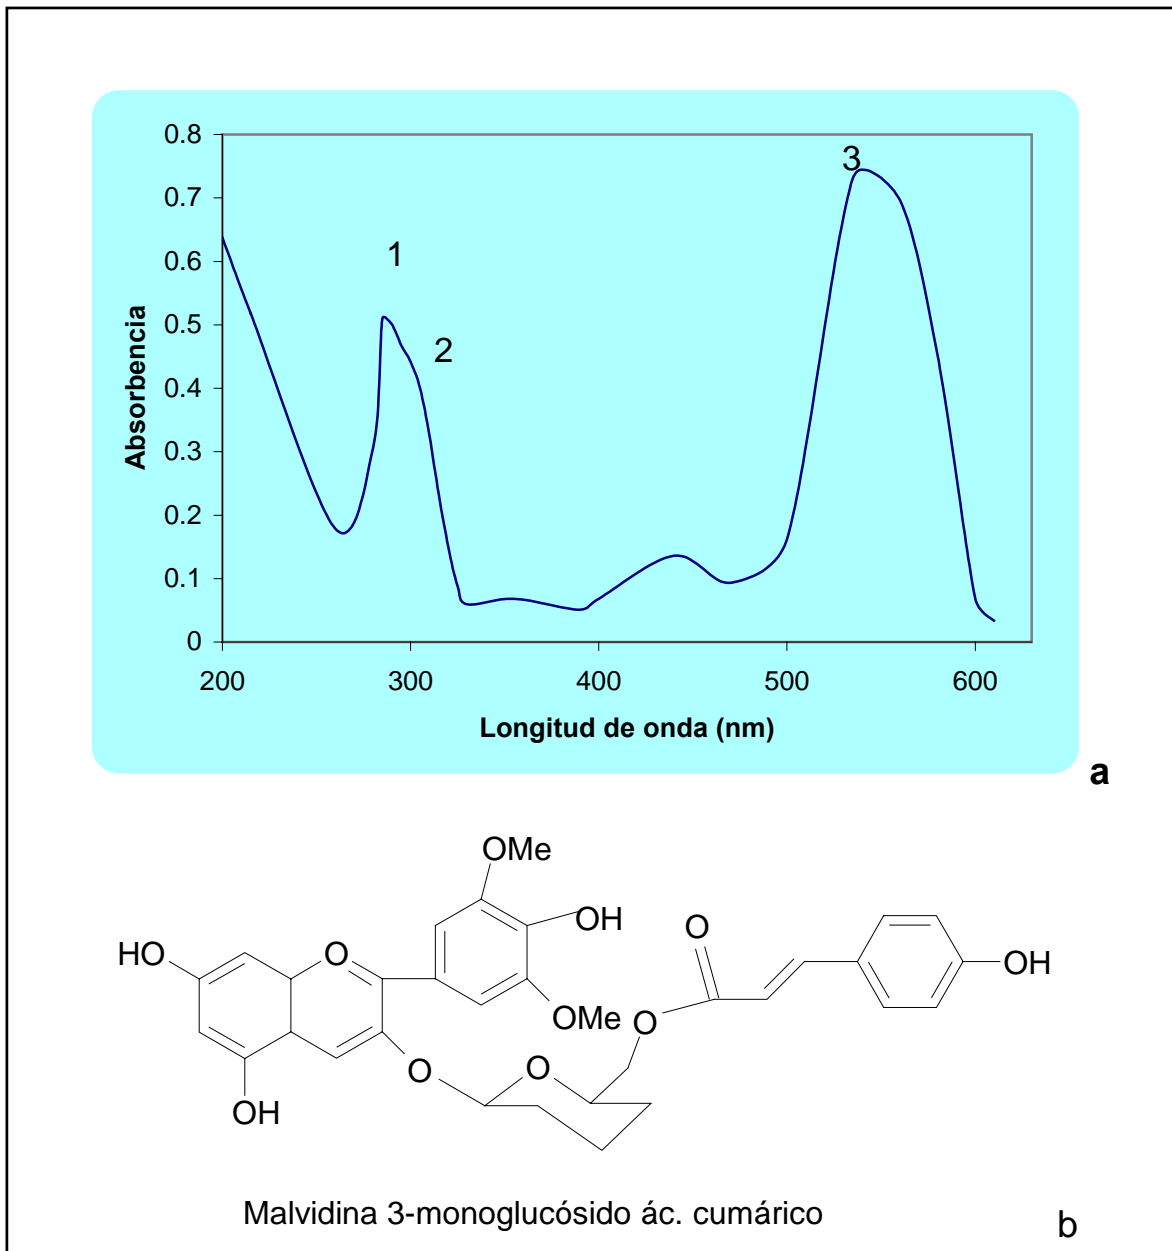 0.8
0.7
0.6
0.5
0.4
0.3
0.2
0.1
0
Absorbencia
1
2
3
200 300 400 500 600
Longitud de onda (nm)
a
OMe
OH
O
HO
O
OH
OMe
O
O
O
OH
Malvidina 3-monoglucósido ác. cumárico
b